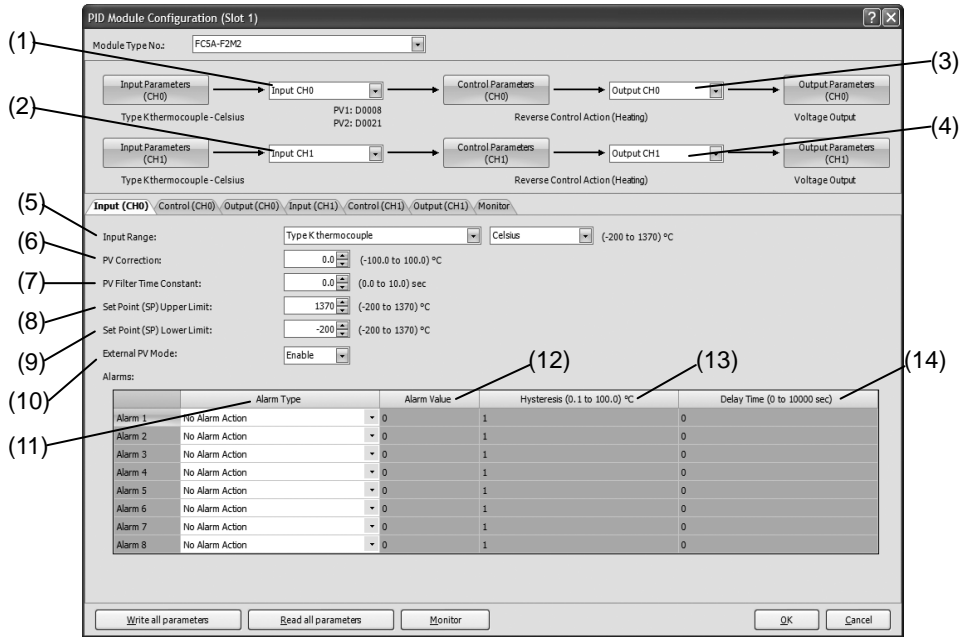 PID Module Configuration (Slot 1)
(1)
Module Type No.: FC5A-F2M2
(3)
Input Parameters (CH0) Input CH0 Control Parameters (CH0) Output CH0 Output Parameters (CH0)
(2)
PV1: D0008
Type K thermocouple - Celsius Reverse Control Action (Heating) Voltage Output
PV2: D0021
(4)
Input Parameters (CH1) Input CH1 Control Parameters (CH1) Output CH1 Output Parameters (CH1)
Type K thermocouple - Celsius Reverse Control Action (Heating) Voltage Output
Input (CH0) Control (CH0) Output (CH0) Input (CH1) Control (CH1) Output (CH1) Monitor
(5)
Input Range: Type K thermocouple Celsius (-200 to 1370) °C
(6)
PV Correction: 0.0 (-100.0 to 100.0) °C
(7)
PV Filter Time Constant: 0.0 (0.0 to 10.0) sec
(8)
Set Point (SP) Upper Limit: 1370 (-200 to 1370) °C
(9)
Set Point (SP) Lower Limit: -200 (-200 to 1370) °C
(10)
External PV Mode: Enable
(12) (13) (14)
Alarms:
(11)
Alarm Type Alarm Value Hysteresis (0.1 to 100.0) °C Delay Time (0 to 10000 sec)
Alarm 1 No Alarm Action 0 1 0
Alarm 2 No Alarm Action 0 1 0
Alarm 3 No Alarm Action 0 1 0
Alarm 4 No Alarm Action 0 1 0
Alarm 5 No Alarm Action 0 1 0
Alarm 6 No Alarm Action 0 1 0
Alarm 7 No Alarm Action 0 1 0
Alarm 8 No Alarm Action 0 1 0
Write all parameters Read all parameters Monitor OK Cancel